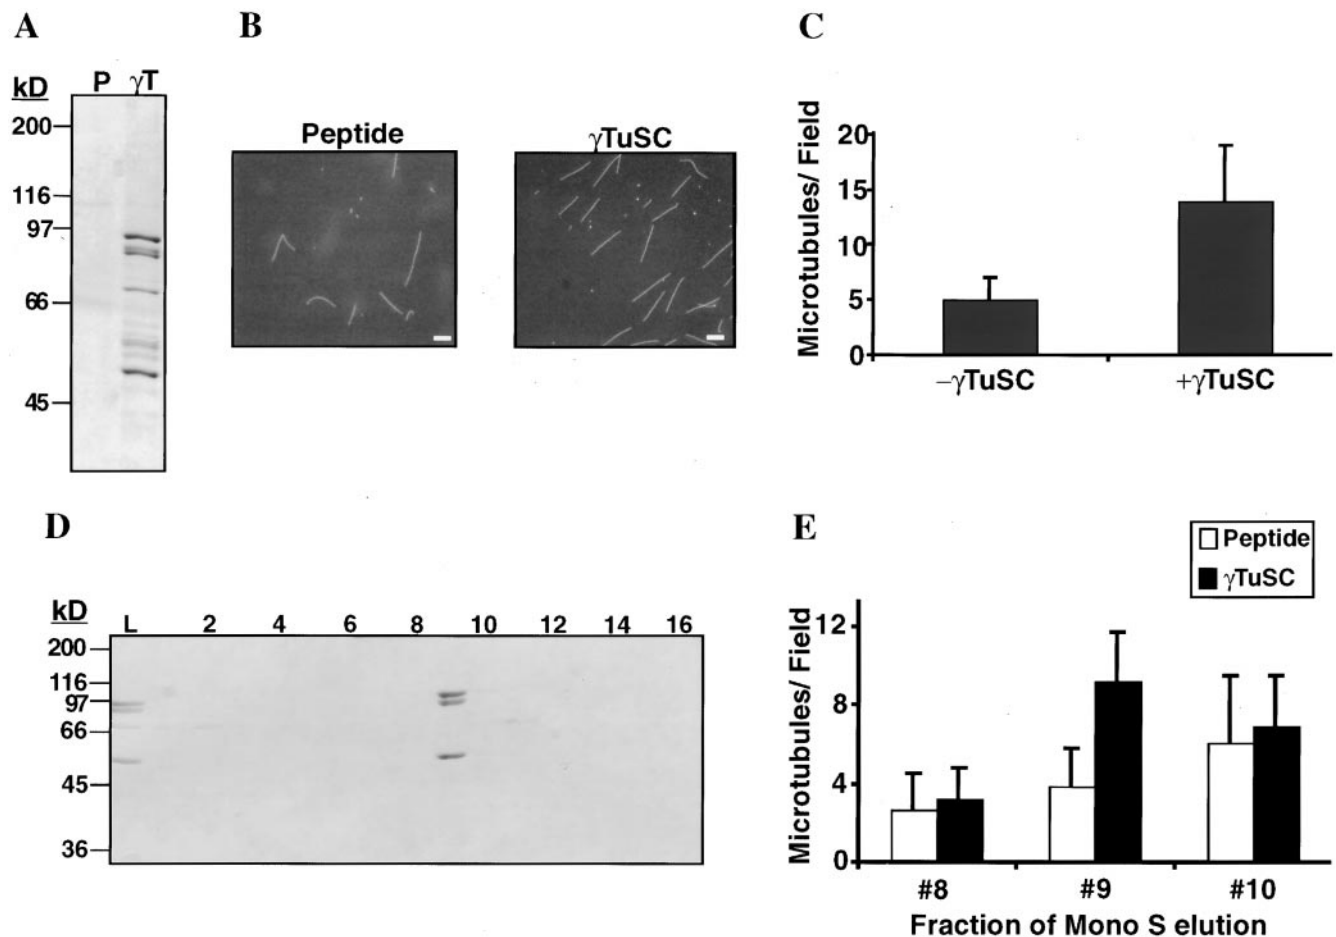 A
B
C
kD
P γT
200
116
97
66
45
Peptide
γTuSC
Microtubules/ Field
20
15
10
5
0
−γTuSC
+γTuSC
D
E
kD
L 2 4 6 8 10 12 14 16
200
116
97
66
45
36
Peptide
γTuSC
Microtubules/ Field
12
8
4
0
#8
#9
#10
Fraction of Mono S elution